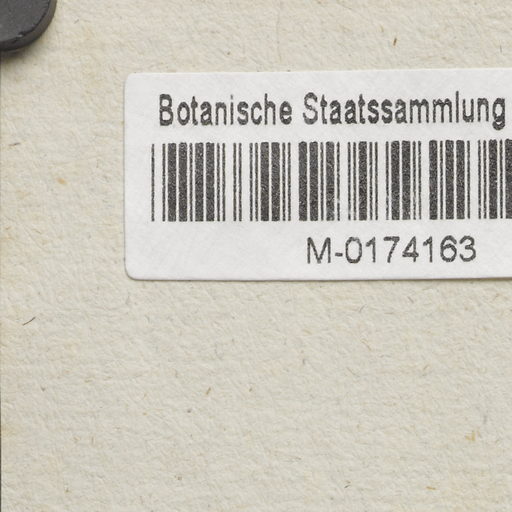 Botanische Staatssammlung
M-0174163